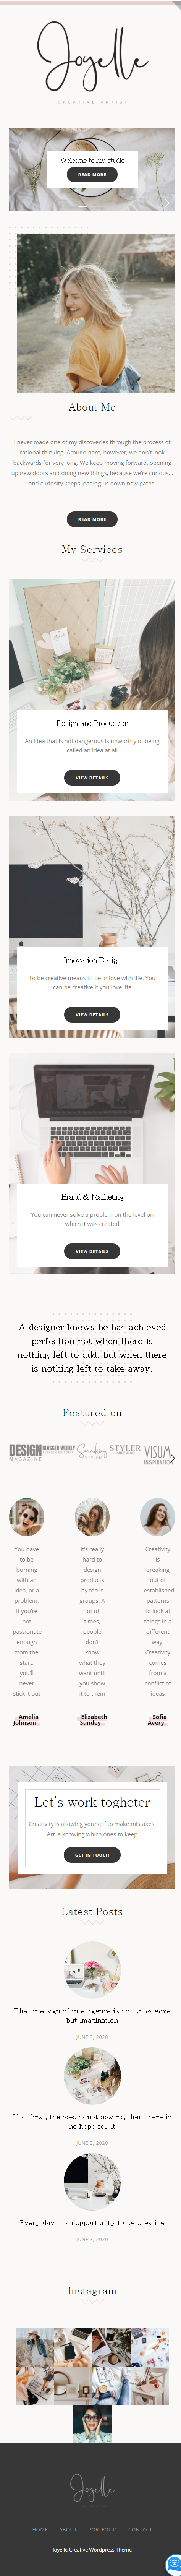 Joyelle
CREATIVE ARTIST
Welcome to my studio
READ MORE
About Me
I never made one of my discoveries through the process of
rational thinking. Around here, however, we don't look
backwards for very long. We keep moving forward, opening
up new doors and doing new things, because we're curious...
and curiosity keeps leading us down new paths.
READ MORE
My Services
Design and Production
An idea that is not dangerous is unworthy of being
called an idea at all
VIEW DETAILS
Innovation Design
To be creative means to be in love with life. You
can be creative if you love life
VIEW DETAILS
Brand & Marketing
You can never solve a problem on the level on
which it was created
VIEW DETAILS
A designer knows he has achieved
perfection not when there is
nothing left to add, but when there
is nothing left to take away.
Featured on
DESIGN
MAGAZINE
BLOGGER WEEKLY
Smashing
STYLER
STYLER
SHOP & GIFT
VISUM
INSPIRATION
You have
to be
burning
with an
idea, or a
problem.
If you're
not
passionate
enough
from the
start,
you'll
never
stick it out
Amelia
Johnson
It's really
hard to
design
products
by focus
groups. A
lot of
times,
people
don't
know
what they
want until
you show
it to them
Elizabeth
Sundey
Creativity
is
breaking
out of
established
patterns
to look at
things in a
different
way.
Creativity
comes
from a
conflict of
ideas
Sofia
Avery
Let's work togheter
Creativity is allowing yourself to make mistakes.
Art is knowing which ones to keep
GET IN TOUCH
Latest Posts
The true sign of intelligence is not knowledge
but imagination
JUNE 3, 2020
If at first, the idea is not absurd, then there is
no hope for it
JUNE 3, 2020
Every day is an opportunity to be creative
JUNE 3, 2020
Instagram
Joyelle
HOME ABOUT PORTFOLIO CONTACT
Joyelle Creative Wordpress Theme